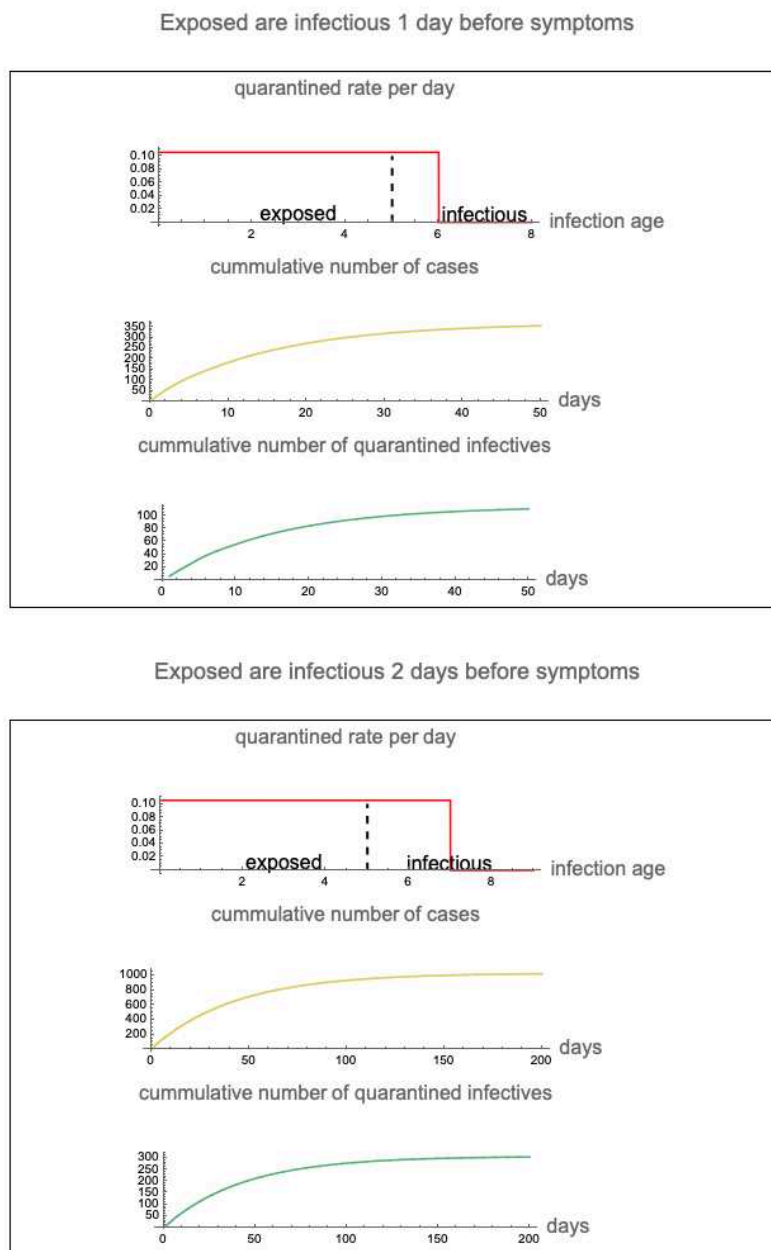 Exposed are infectious 1 day before symptoms
quarantined rate per day
0.10
0.08
0.06
0.04
0.02
exposed
infectious
2 4 6 8
infection age
cummulative number of cases
350
300
250
200
150
100
50
0 10 20 30 40 50
days
cummulative number of quarantined infectives
100
80
60
40
20
0 10 20 30 40 50
days
Exposed are infectious 2 days before symptoms
quarantined rate per day
0.10
0.08
0.06
0.04
0.02
exposed
infectious
2 4 6 8
infection age
cummulative number of cases
1000
800
600
400
200
0 50 100 150 200
days
cummulative number of quarantined infectives
300
250
200
150
100
50
0 50 100 150 200
days